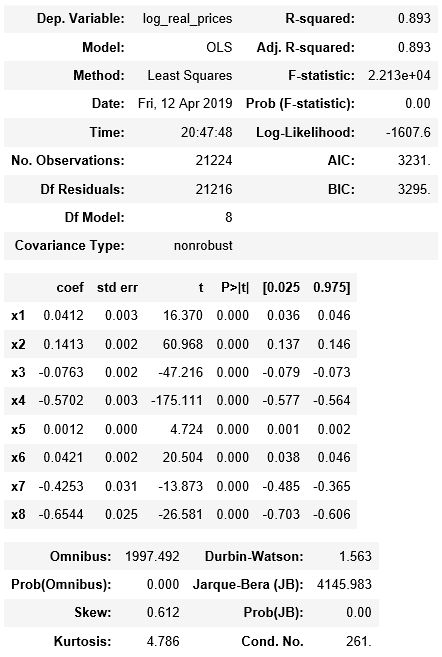 Dep. Variable: log_real_prices R-squared: 0.893
Model: OLS Adj. R-squared: 0.893
Method: Least Squares F-statistic: 2.213e+04
Date: Fri, 12 Apr 2019 Prob (F-statistic): 0.00
Time: 20:47:48 Log-Likelihood: -1607.6
No. Observations: 21224 AIC: 3231.
Df Residuals: 21216 BIC: 3295.
Df Model: 8
Covariance Type: nonrobust
coef std err t P>|t| [0.025 0.975]
x1 0.0412 0.003 16.370 0.000 0.036 0.046
x2 0.1413 0.002 60.968 0.000 0.137 0.146
x3 -0.0763 0.002 -47.216 0.000 -0.079 -0.073
x4 -0.5702 0.003 -175.111 0.000 -0.577 -0.564
x5 0.0012 0.000 4.724 0.000 0.001 0.002
x6 0.0421 0.002 20.504 0.000 0.038 0.046
x7 -0.4253 0.031 -13.873 0.000 -0.485 -0.365
x8 -0.6544 0.025 -26.581 0.000 -0.703 -0.606
Omnibus: 1997.492 Durbin-Watson: 1.563
Prob(Omnibus): 0.000 Jarque-Bera (JB): 4145.983
Skew: 0.612 Prob(JB): 0.00
Kurtosis: 4.786 Cond. No. 261.